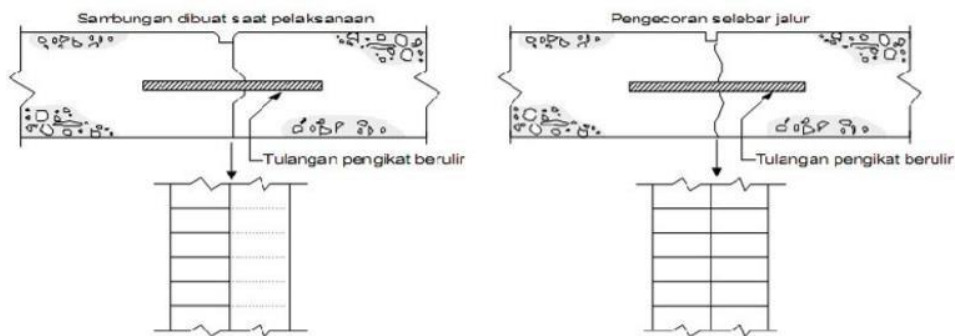 Sambungan dibuat saat pelaksanaan
Tulangan pengikat berulir
Pengecoran selebar jalur
Tulangan pengikat berulir